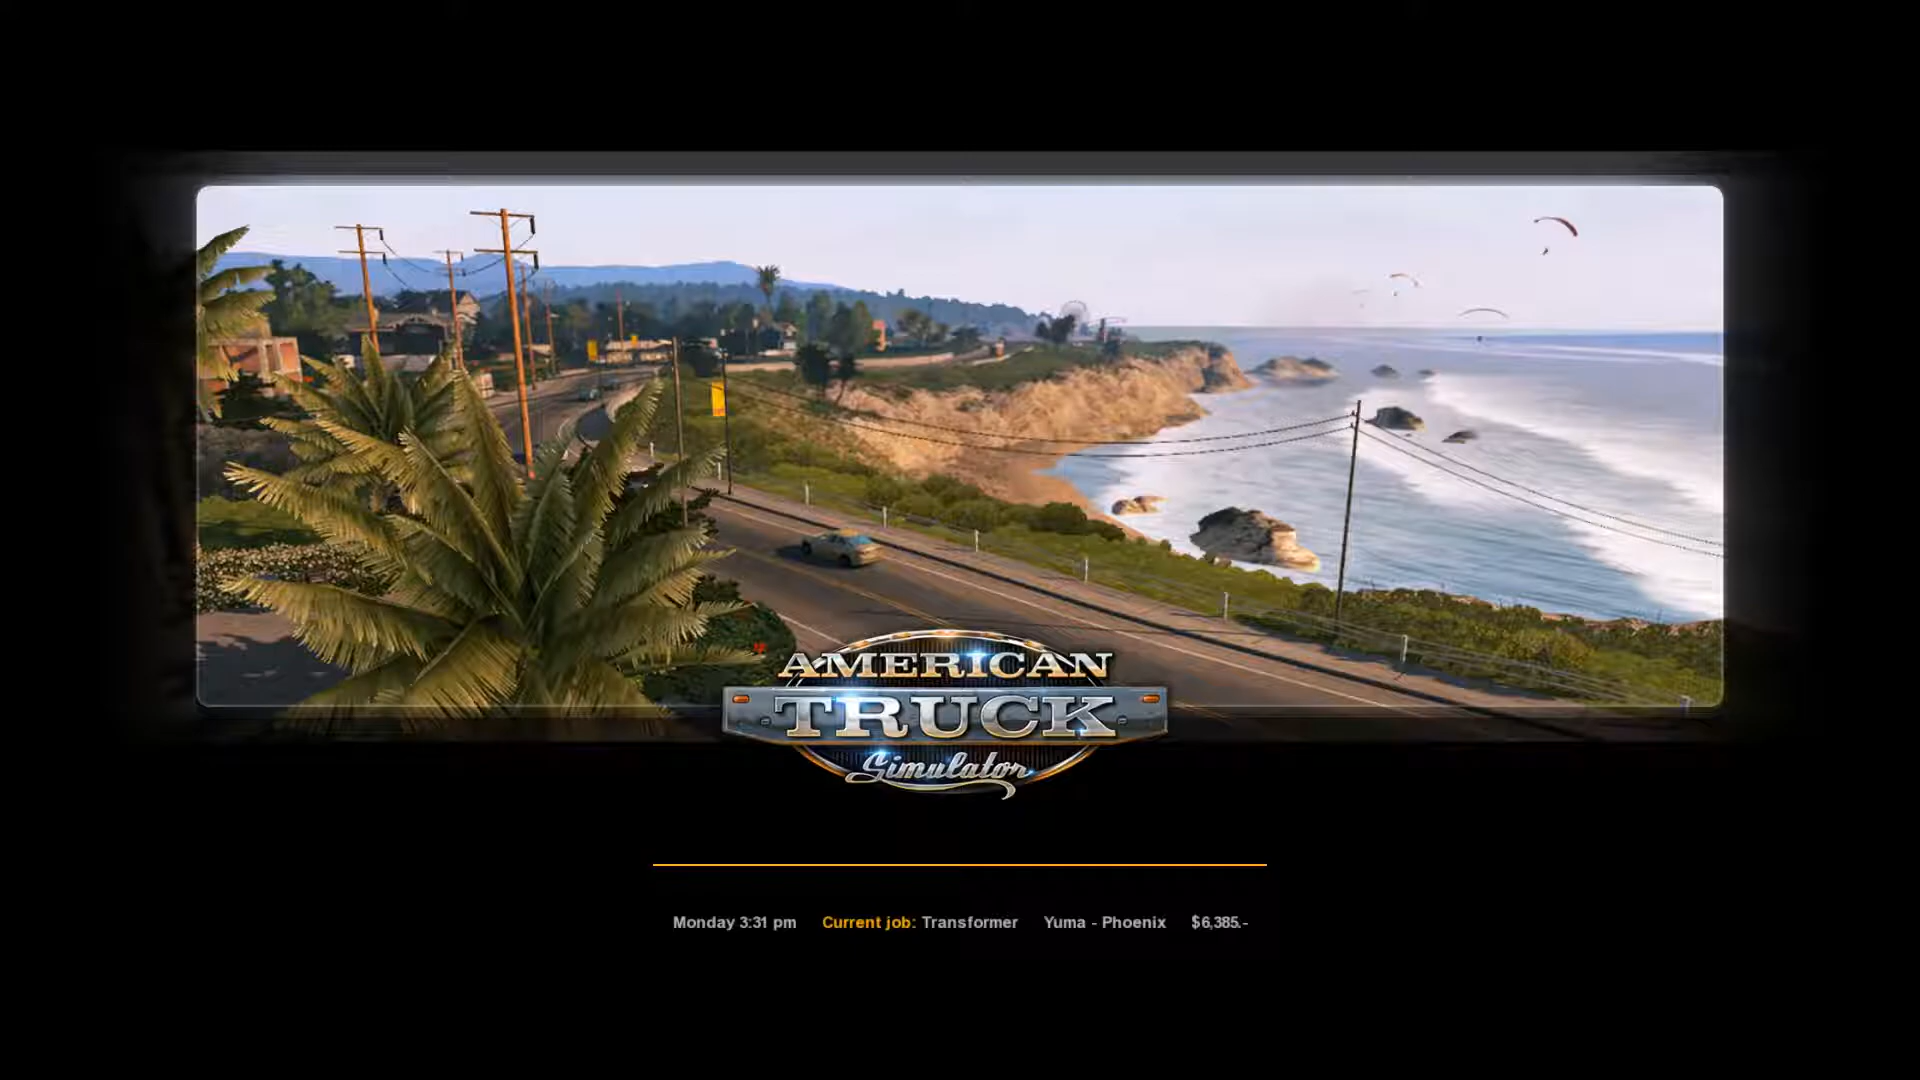 AMERICAN
TRUCK
Simulator
Monday 3:31 pm Current job: Transformer Yuma - Phoenix $6,385.-